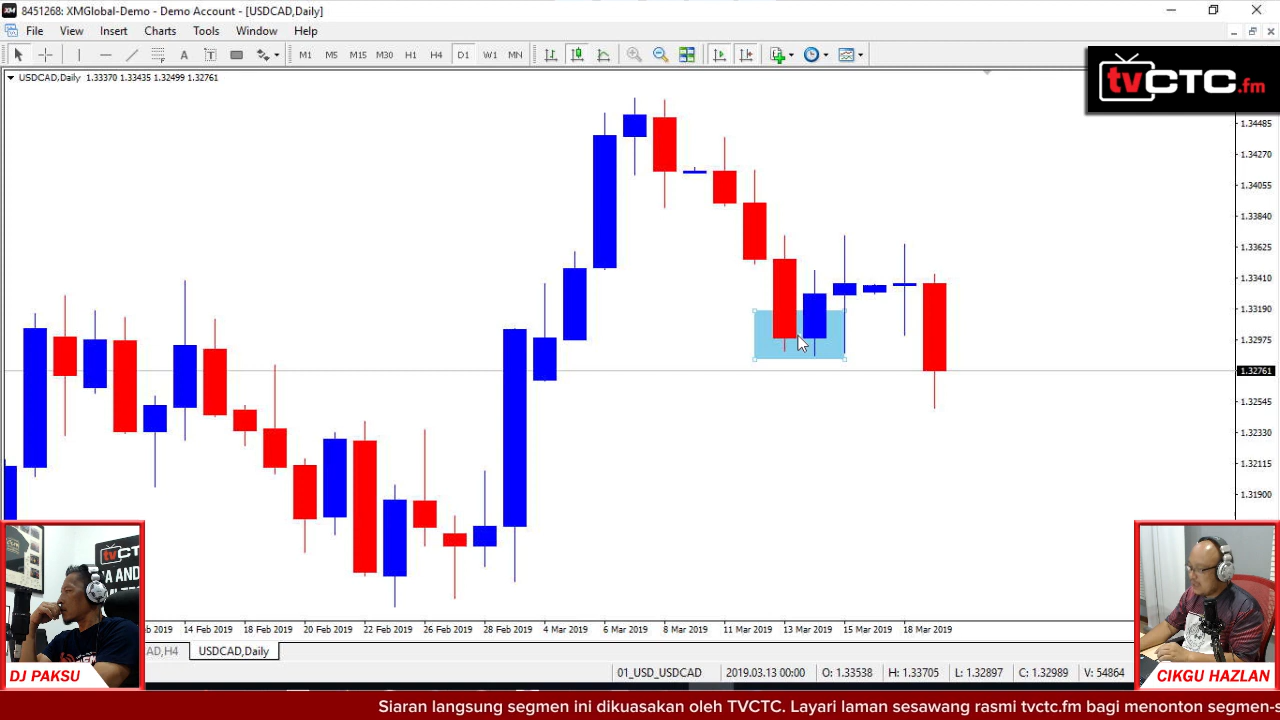 8451268: XMGlobal-Demo - Demo Account - [USDCAD,Daily]
File View Insert Charts Tools Window Help
M1 M5 M15 M30 H1 H4 D1 W1 MN
USDCAD,Daily 1.33370 1.33435 1.32499 1.32761
tvCTC.fm
1.34485
1.34270
1.34055
1.33840
1.33625
1.33410
1.33190
1.32975
1.32761
1.32545
1.32330
1.32115
1.31900
tvCTC
DJ PAKSU
CIKGU HAZLAN
2019 14 Feb 2019 18 Feb 2019 20 Feb 2019 22 Feb 2019 26 Feb 2019 28 Feb 2019 4 Mar 2019 6 Mar 2019 8 Mar 2019 11 Mar 2019 13 Mar 2019 15 Mar 2019 18 Mar 2019
AD,H4 USDCAD,Daily
01_USD_USDCAD 2019.03.13 00:00 O: 1.33538 H: 1.33705 L: 1.32897 C: 1.32989 V: 54864
Siaran langsung segmen ini dikuasakan oleh TVCTC. Layari laman sesawang rasmi tvctc.fm bagi menonton segmen-s